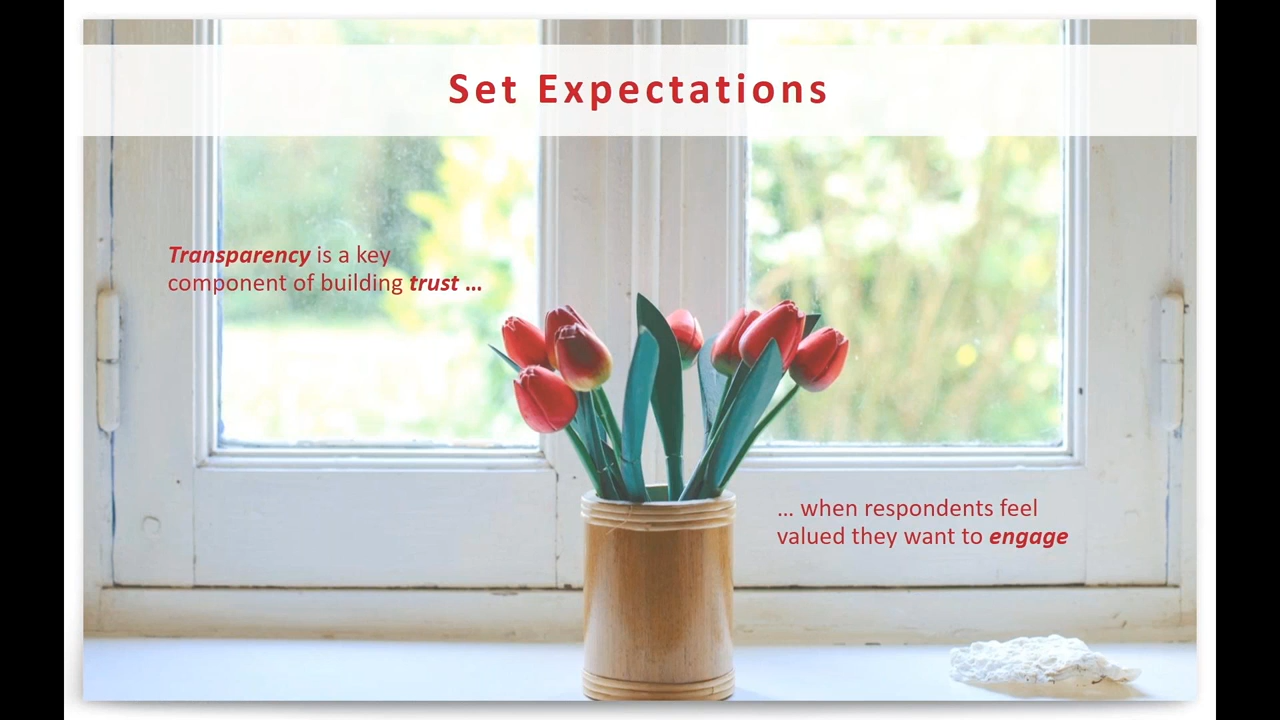 Set Expectations
Transparency is a key
component of building trust ...
... when respondents feel
valued they want to engage